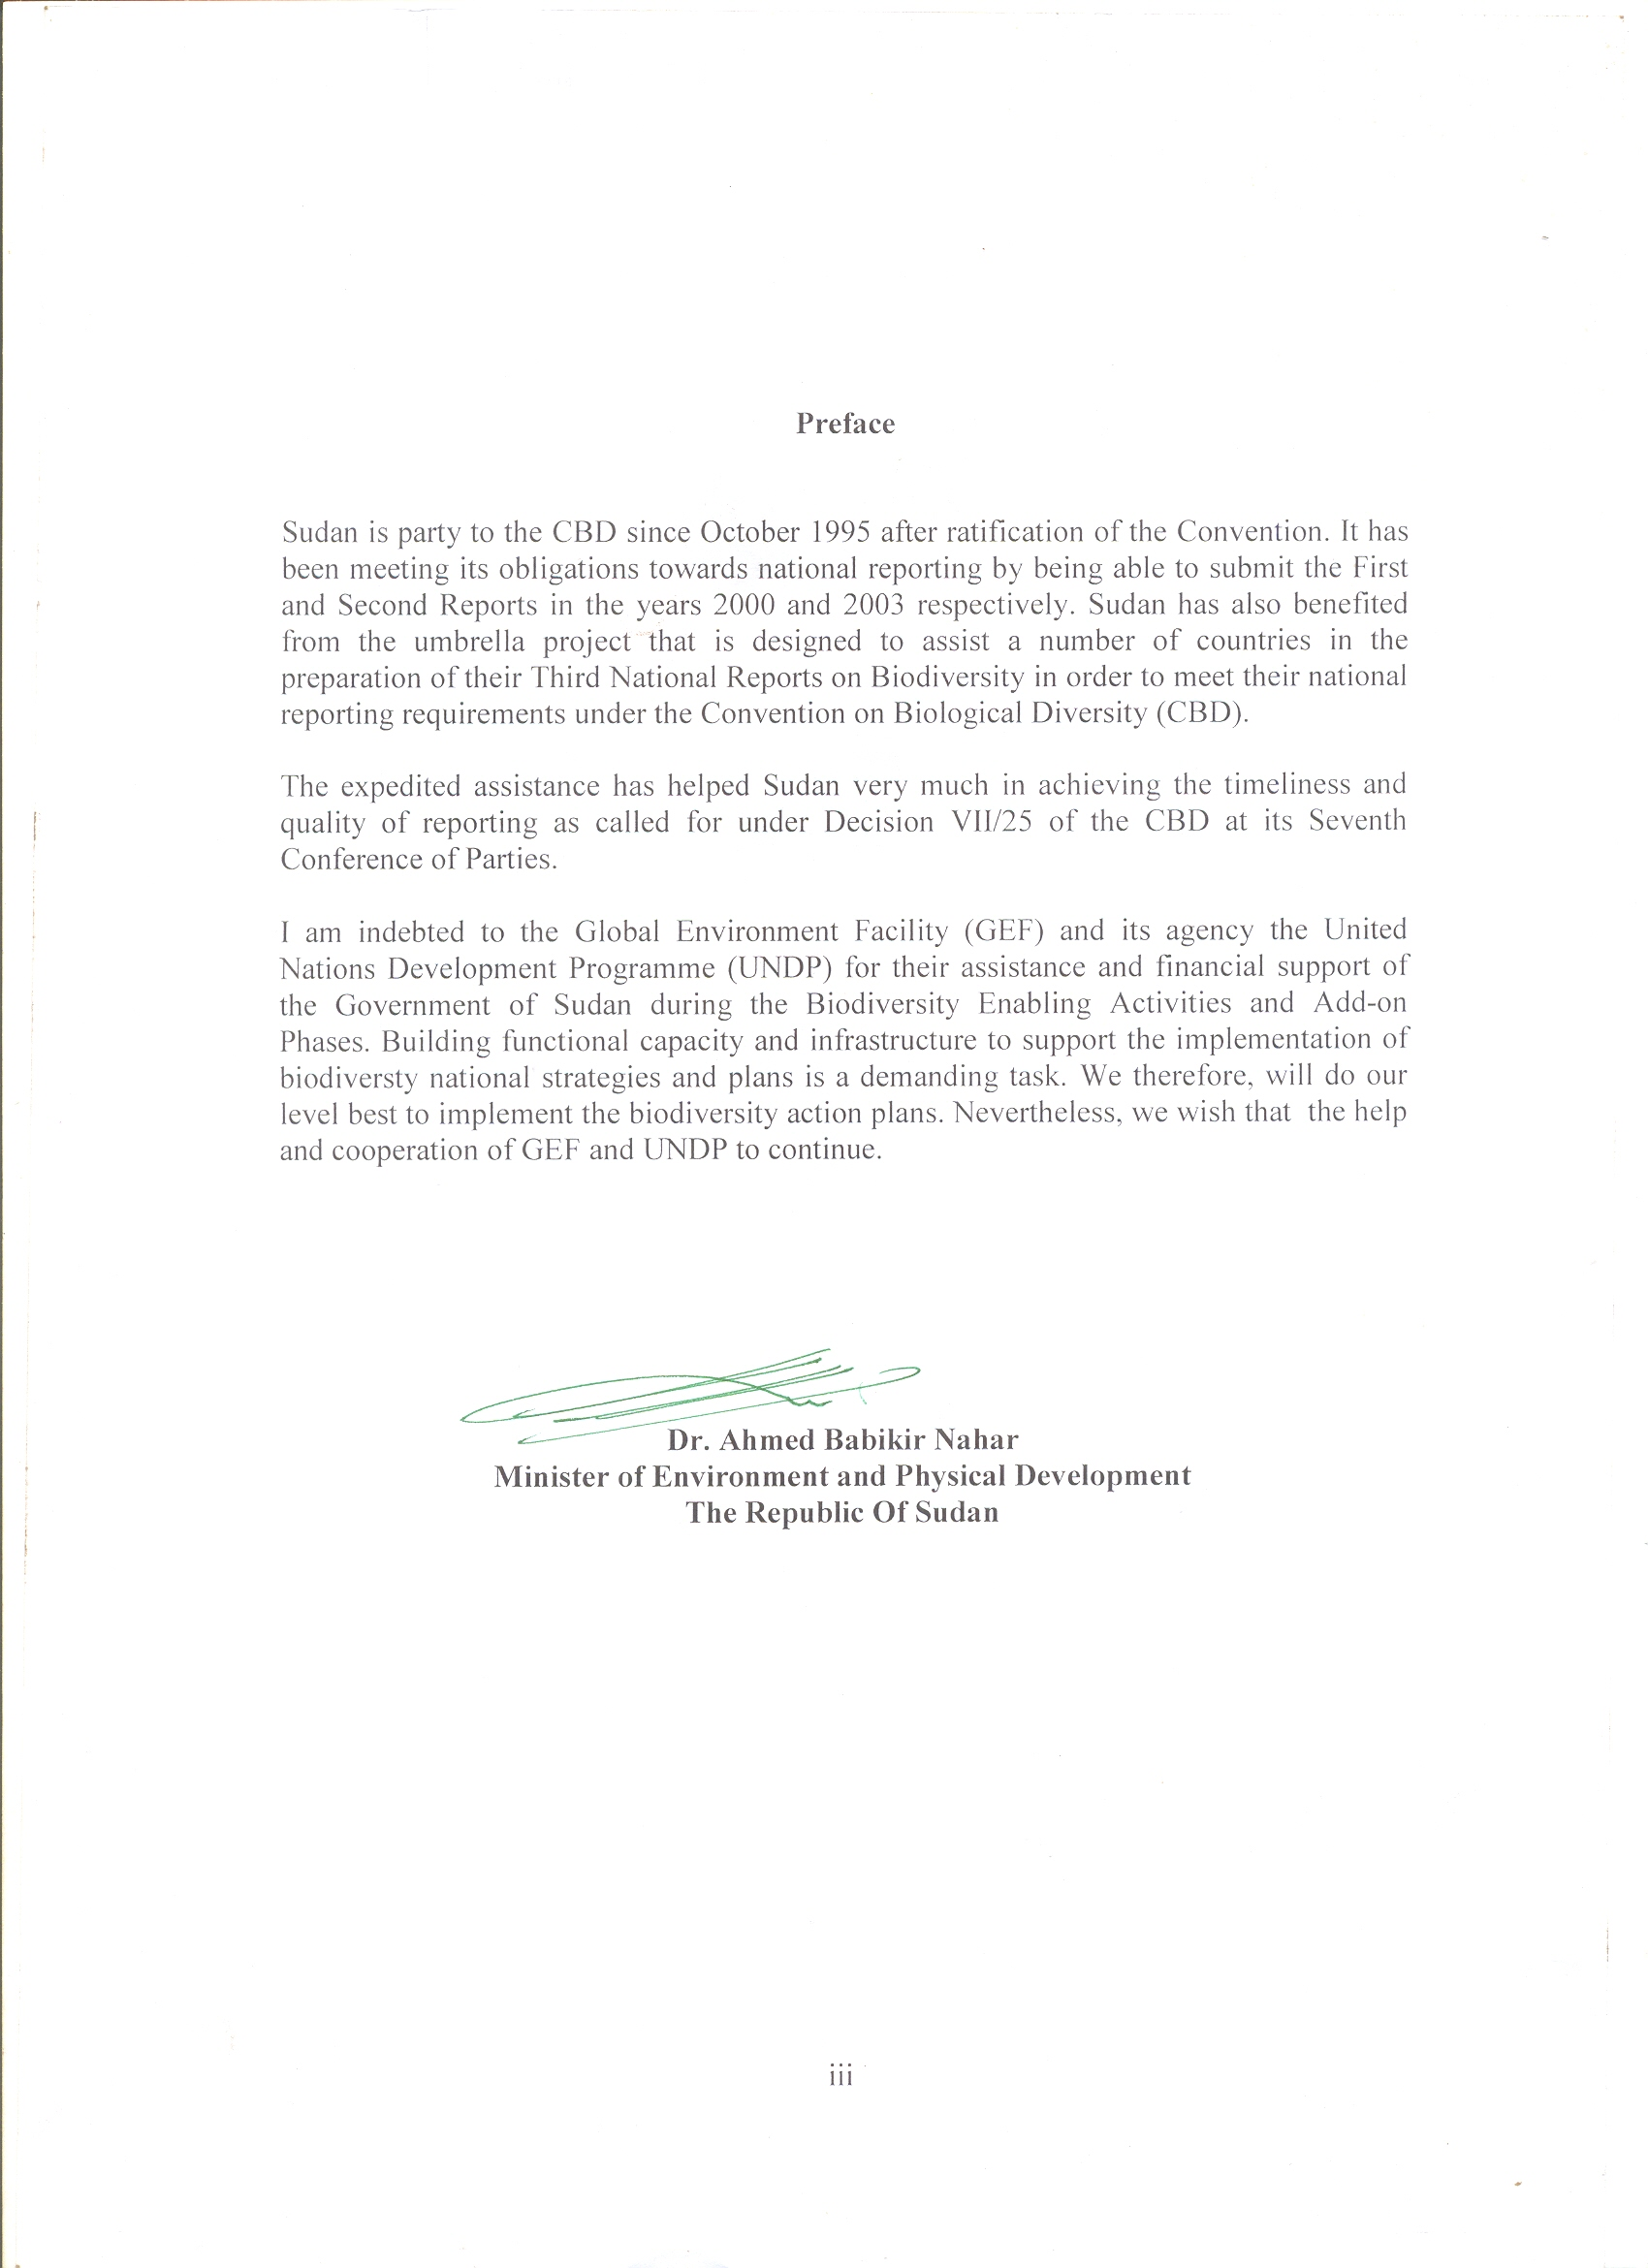 Preface
Sudan is party to the CBD since October 1995 after ratification of the Convention. It has
been meeting its obligations towards national reporting by being able to submit the First
and Second Reports in the years 2000 and 2003 respectively. Sudan has also benefited
from the umbrella project that is designed to assist a number of countries in the
preparation of their Third National Reports on Biodiversity in order to meet their national
reporting requirements under the Convention on Biological Diversity (CBD).
The expedited assistance has helped Sudan very much in achieving the timeliness and
quality of reporting as called for under Decision VII/25 of the CBD at its Seventh
Conference of Parties.
I am indebted to the Global Environment Facility (GEF) and its agency the United
Nations Development Programme (UNDP) for their assistance and financial support of
the Government of Sudan during the Biodiversity Enabling Activities and Add-on
Phases. Building functional capacity and infrastructure to support the implementation of
biodiversty national strategies and plans is a demanding task. We therefore, will do our
level best to implement the biodiversity action plans. Nevertheless, we wish that the help
and cooperation of GEF and UNDP to continue.
Dr. Ahmed Babikir Nahar
Minister of Environment and Physical Development
The Republic Of Sudan
iii